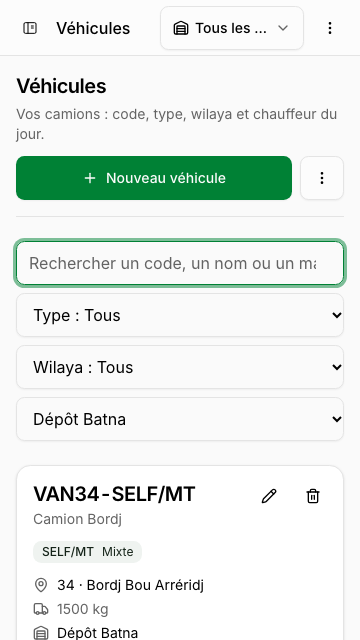 Véhicules
Tous les ...
Véhicules
Vos camions : code, type, wilaya et chauffeur du
jour.
Nouveau véhicule
Rechercher un code, un nom ou un ma
Type : Tous
Wilaya : Tous
Dépôt Batna
VAN34-SELF/MT
Camion Bordj
SELF/MT Mixte
34 · Bordj Bou Arréridj
1500 kg
Dépôt Batna